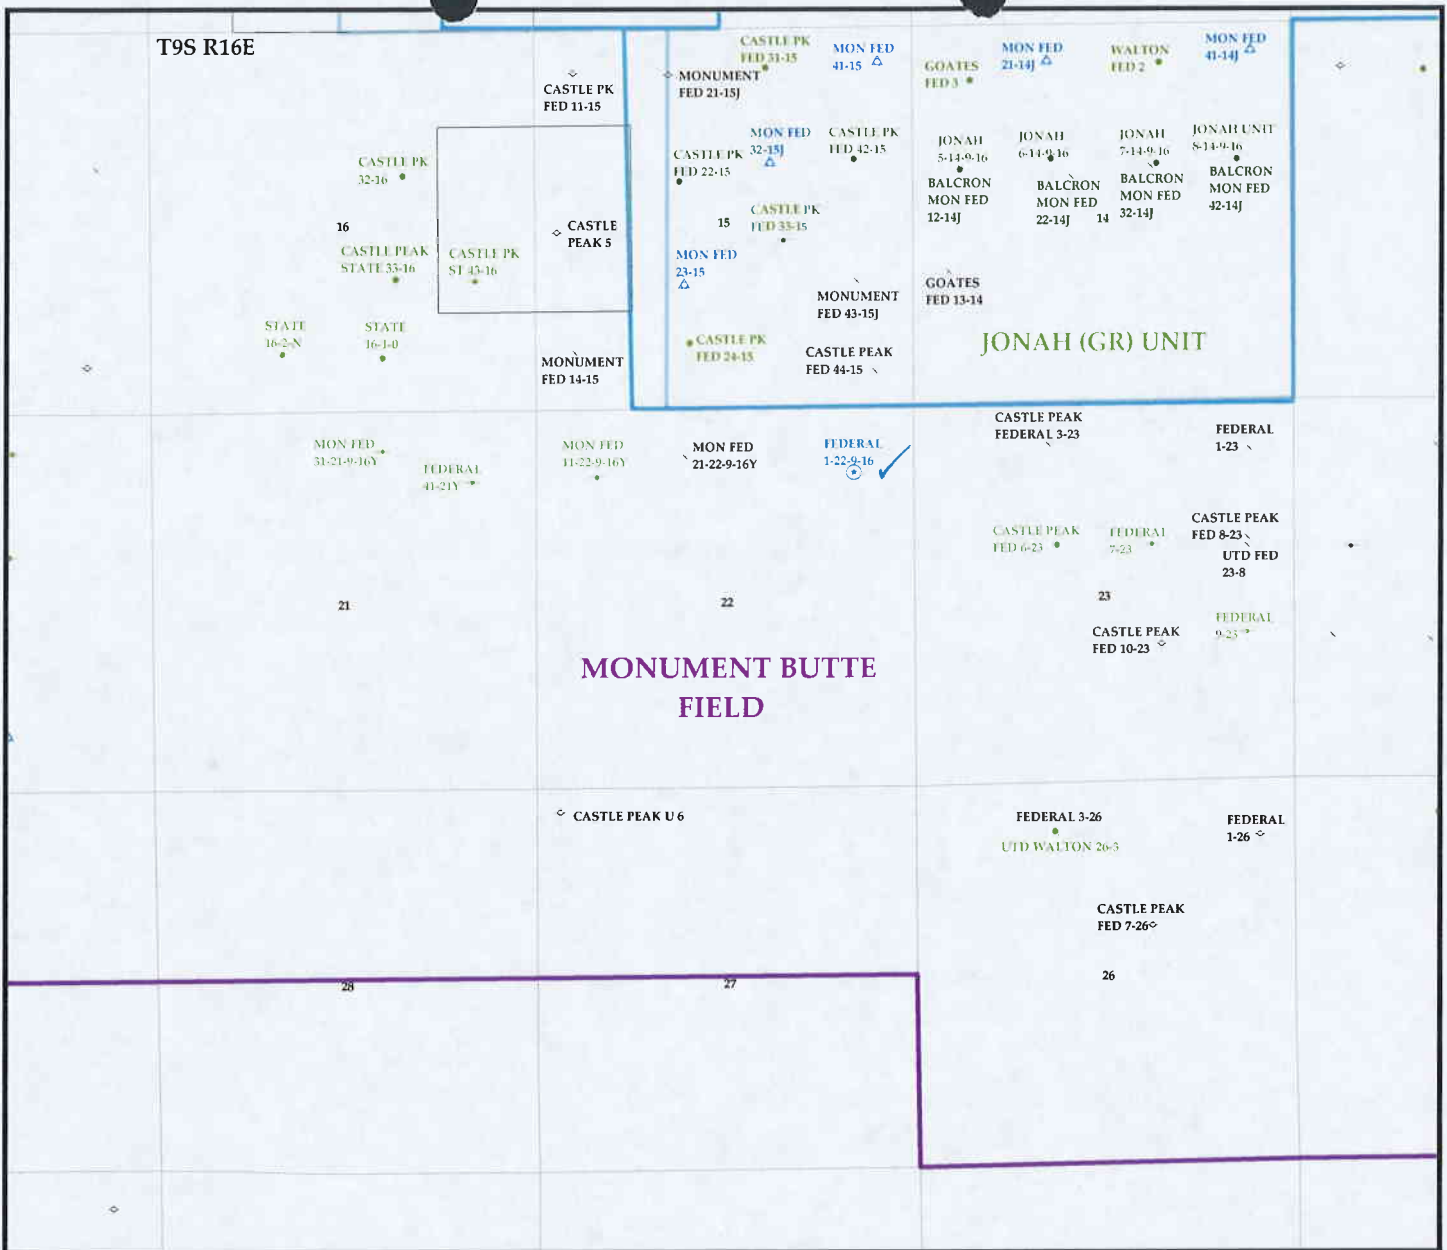 T9S R16E
CASTLE PK
FED 11-15
MONUMENT
FED 21-15J
CASTLE PK
FED 31-15
MON FED
41-15
GOATES
FED 3
MON FED
21-14J
WALTON
FED 2
MON FED
41-14J
CASTLE PK
32-16
CASTLE PK
FED 22-15
MON FED
32-15J
CASTLE PK
FED 42-15
JONAH
5-14-9-16
BALCRON
MON FED
12-14J
JONAH
6-14-9-16
BALCRON
MON FED
22-14J
JONAH
7-14-9-16
BALCRON
MON FED
32-14J
JONAH UNIT
8-14-9-16
BALCRON
MON FED
42-14J
16
CASTLE
PEAK 5
15
CASTLE PK
FED 33-15
14
CASTLE PEAK
STATE 33-16
CASTLE PK
ST 43-16
MON FED
23-15
MONUMENT
FED 43-15J
GOATES
FED 13-14
STATE
16-2-N
STATE
16-1-0
MONUMENT
FED 14-15
CASTLE PK
FED 24-15
CASTLE PEAK
FED 44-15
JONAH (GR) UNIT
MON FED
31-21-9-16Y
FEDERAL
41-21Y
MON FED
11-22-9-16Y
MON FED
21-22-9-16Y
FEDERAL
1-22-9-16
CASTLE PEAK
FEDERAL 3-23
FEDERAL
1-23
CASTLE PEAK
FED 6-23
FEDERAL
7-23
CASTLE PEAK
FED 8-23
UTD FED
23-8
21
22
23
CASTLE PEAK
FED 10-23
FEDERAL
9-23
MONUMENT BUTTE
FIELD
CASTLE PEAK U 6
FEDERAL 3-26
UTD WALTON 26-3
FEDERAL
1-26
CASTLE PEAK
FED 7-26
28
27
26